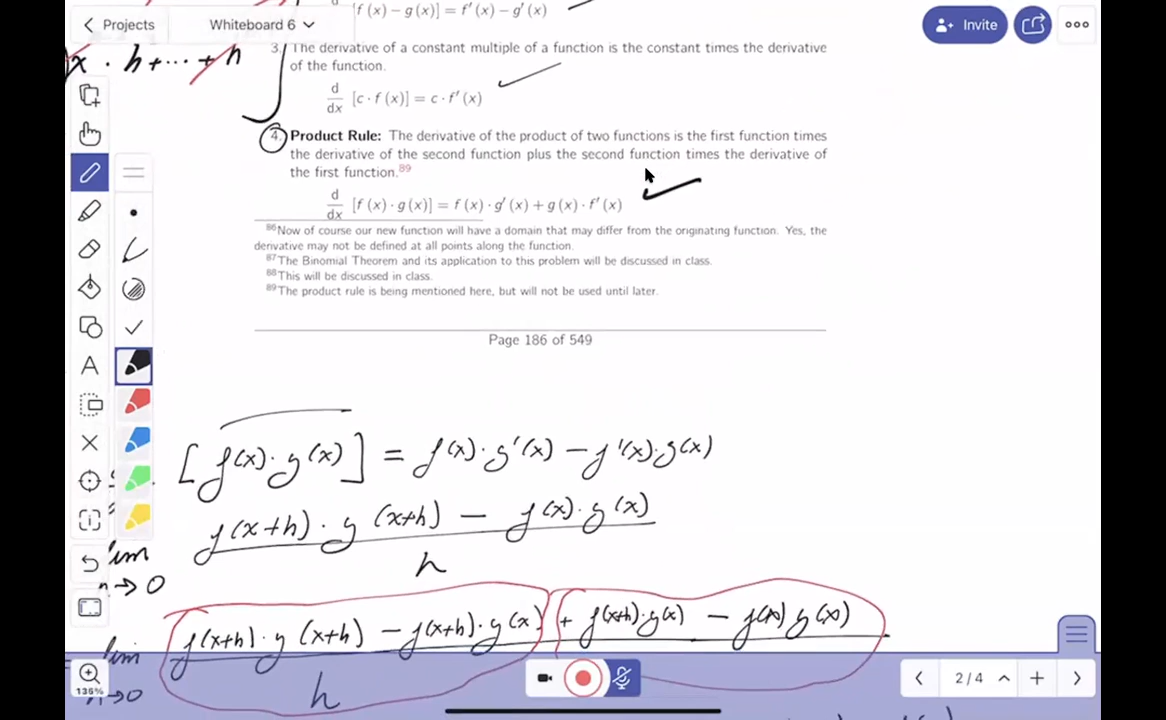 [f (x) − g (x)] = f′ (x) − g′ (x)
Projects
Whiteboard 6
Invite
x · h + ··· + h
3. The derivative of a constant multiple of a function is the constant times the derivative
of the function.
d/dx [c · f (x)] = c · f′ (x)
4. Product Rule: The derivative of the product of two functions is the first function times
the derivative of the second function plus the second function times the derivative of
the first function.89
d/dx [f (x) · g (x)] = f (x) · g′ (x) + g (x) · f′ (x)
86Now of course our new function will have a domain that may differ from the originating function. Yes, the
derivative may not be defined at all points along the function.
87The Binomial Theorem and its application to this problem will be discussed in class.
88This will be discussed in class.
89The product rule is being mentioned here, but will not be used until later.
Page 186 of 549
[f(x) · g(x)] = f(x) · g′(x) − f′(x) · g(x)
f(x+h) · g(x+h) − f(x) · g(x)
lim
h
→ 0
f(x+h) · g(x+h) − f(x+h) · g(x) + f(x+h) · g(x) − f(x) g(x)
lim
h
→0
A
136%
2/4